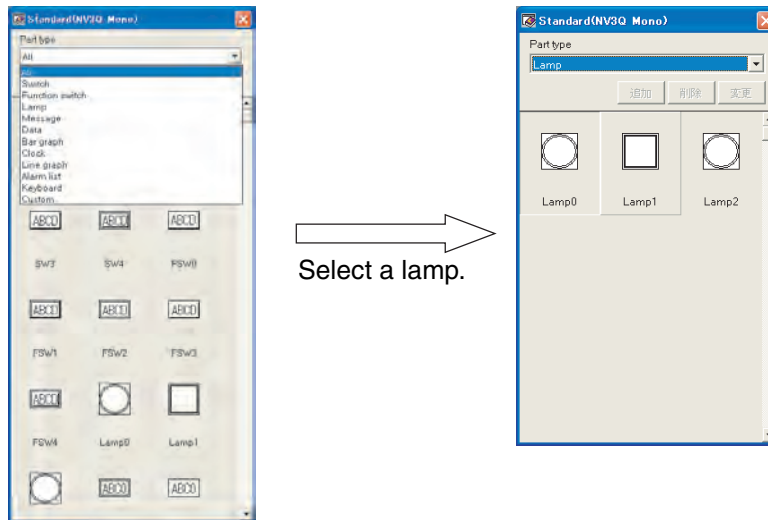 Standard(NV3Q Mono)
Part type
All
All
Switch
Function switch
Lamp
Message
Data
Bar graph
Clock
Line graph
Alarm list
Keyboard
Custom
ABCD ABCD ABCD
SW3 SW4 FSW0
ABCD ABCD ABCD
FSW1 FSW2 FSW3
ABCD
FSW4 Lamp0 Lamp1
ABCD ABCD
Select a lamp.
Standard(NV3Q Mono)
Part type
Lamp
追加 削除 変更
Lamp0 Lamp1 Lamp2